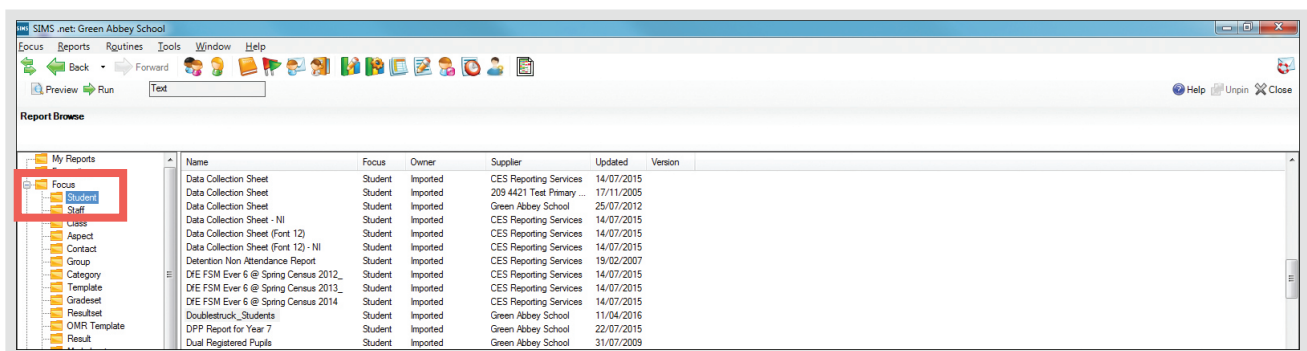 SIMS .net: Green Abbey School
Focus Reports Routines Tools Window Help
Back Forward
Preview Run Text Help Unpin Close
Report Browse
My Reports
Focus
Student
Staff
Class
Aspect
Contact
Group
Category
Template
Gradeset
Resultset
OMR Template
Result
Name Focus Owner Supplier Updated Version
Data Collection Sheet Student Imported CES Reporting Services 14/07/2015
Data Collection Sheet Student Imported 209 4421 Test Primary ... 17/11/2005
Data Collection Sheet Student Imported Green Abbey School 25/07/2012
Data Collection Sheet - NI Student Imported CES Reporting Services 14/07/2015
Data Collection Sheet (Font 12) Student Imported CES Reporting Services 14/07/2015
Data Collection Sheet (Font 12) - NI Student Imported CES Reporting Services 14/07/2015
Detention Non Attendance Report Student Imported CES Reporting Services 19/02/2007
DfE FSM Ever 6 @ Spring Census 2012_ Student Imported CES Reporting Services 14/07/2015
DfE FSM Ever 6 @ Spring Census 2013_ Student Imported CES Reporting Services 14/07/2015
DfE FSM Ever 6 @ Spring Census 2014 Student Imported CES Reporting Services 14/07/2015
Doublestruck_Students Student Imported Green Abbey School 11/04/2016
DPP Report for Year 7 Student Imported Green Abbey School 22/07/2015
Dual Registered Pupils Student Imported Green Abbey School 31/07/2009